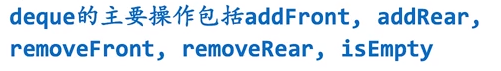 deque的主要操作包括addFront, addRear,
removeFront, removeRear, isEmpty